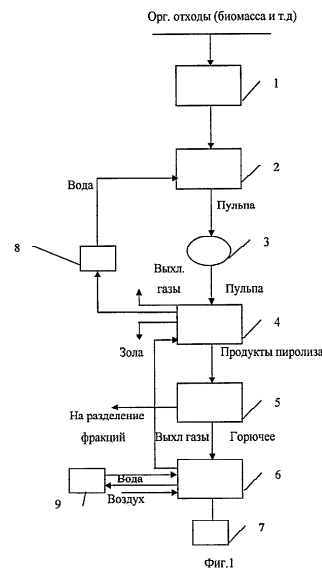 Орг. отходы (биомасса и т.д)
1
2
Вода
Пульпа
8
3
Выхл.
газы
Пульпа
4
Зола
Продукты пиролиза
5
На разделение
фракций
Выхл газы
Горючее
6
Вода
9
Воздух
7
Фиг.1